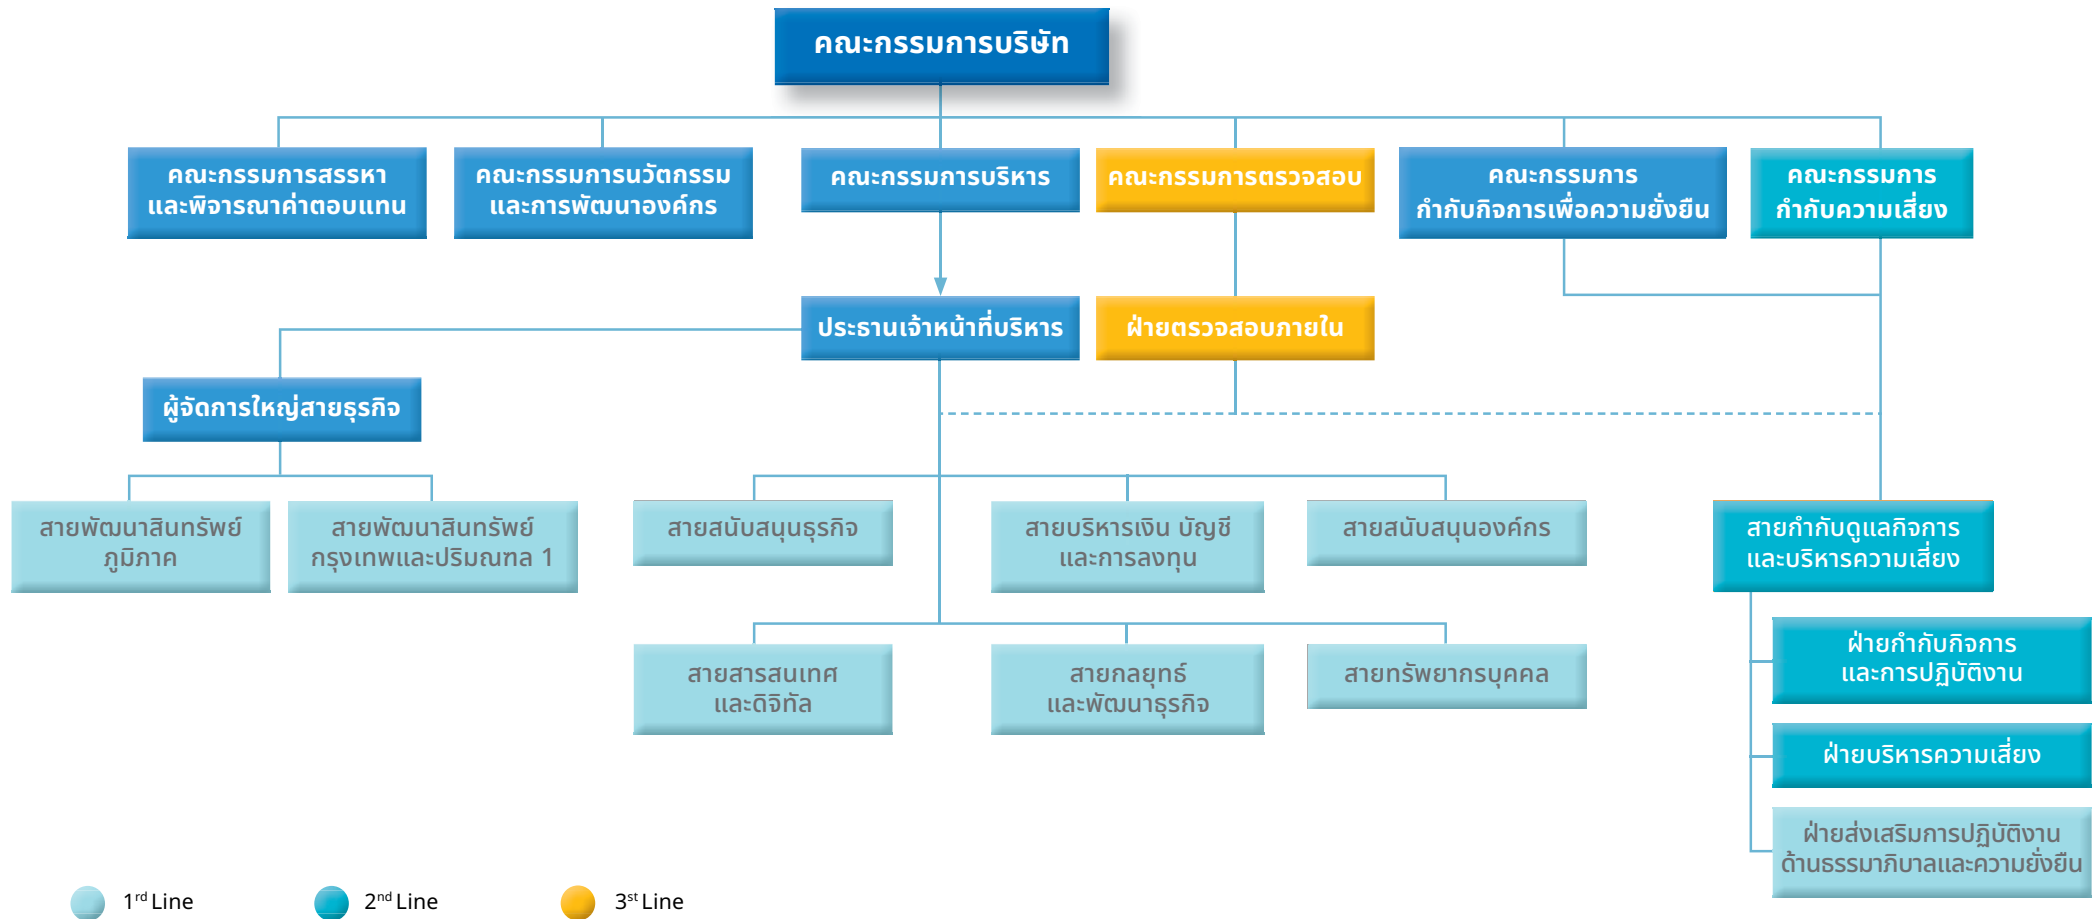 คณะกรรมการบริษัท
คณะกรรมการสรรหา
และพิจารณาค่าตอบแทน
คณะกรรมการนวัตกรรม
และการพัฒนาองค์กร
คณะกรรมการบริหาร
คณะกรรมการตรวจสอบ
คณะกรรมการ
กำกับกิจการเพื่อความยั่งยืน
คณะกรรมการ
กำกับความเสี่ยง
ประธานเจ้าหน้าที่บริหาร
ฝ่ายตรวจสอบภายใน
ผู้จัดการใหญ่สายธุรกิจ
สายพัฒนาสินทรัพย์
ภูมิภาค
สายพัฒนาสินทรัพย์
กรุงเทพและปริมณฑล 1
สายสนับสนุนธุรกิจ
สายบริหารเงิน บัญชี
และการลงทุน
สายสนับสนุนองค์กร
สายกำกับดูแลกิจการ
และบริหารความเสี่ยง
สายสารสนเทศ
และดิจิทัล
สายกลยุทธ์
และพัฒนาธุรกิจ
สายทรัพยากรบุคคล
ฝ่ายกำกับกิจการ
และการปฏิบัติงาน
ฝ่ายบริหารความเสี่ยง
ฝ่ายส่งเสริมการปฏิบัติงาน
ด้านธรรมาภิบาลและความยั่งยืน
1rd Line
2nd Line
3st Line